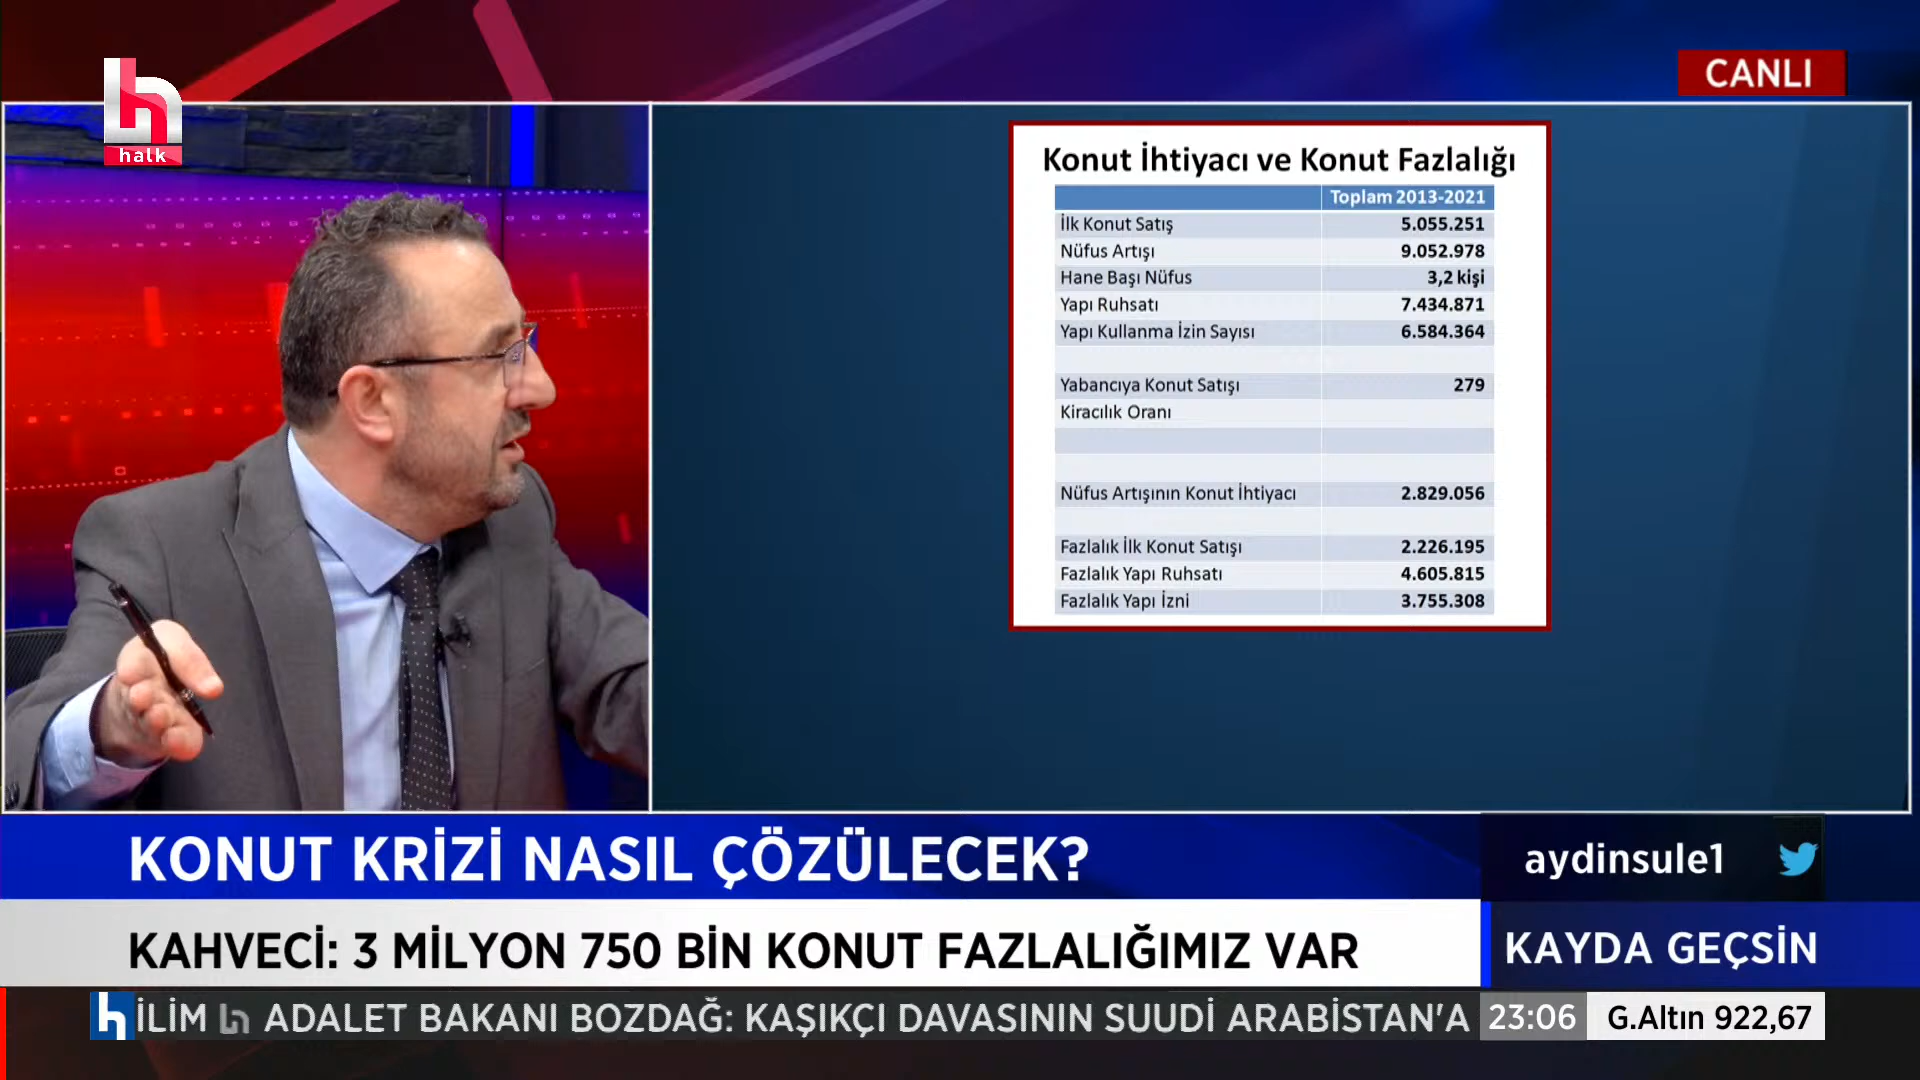 halk
CANLI
Konut İhtiyacı ve Konut Fazlalığı
Toplam 2013-2021
İlk Konut Satış 5.055.251
Nüfus Artışı 9.052.978
Hane Başı Nüfus 3,2 kişi
Yapı Ruhsatı 7.434.871
Yapı Kullanma İzin Sayısı 6.584.364
Yabancıya Konut Satışı 279
Kiracılık Oranı
Nüfus Artışının Konut İhtiyacı 2.829.056
Fazlalık İlk Konut Satışı 2.226.195
Fazlalık Yapı Ruhsatı 4.605.815
Fazlalık Yapı İzni 3.755.308
KONUT KRİZİ NASIL ÇÖZÜLECEK?
aydinsule1
KAHVECİ: 3 MİLYON 750 BİN KONUT FAZLALIĞIMIZ VAR
KAYDA GEÇSİN
İLİM h ADALET BAKANI BOZDAĞ: KAŞIKÇI DAVASININ SUUDİ ARABİSTAN'A
23:06
G.Altın 922,67